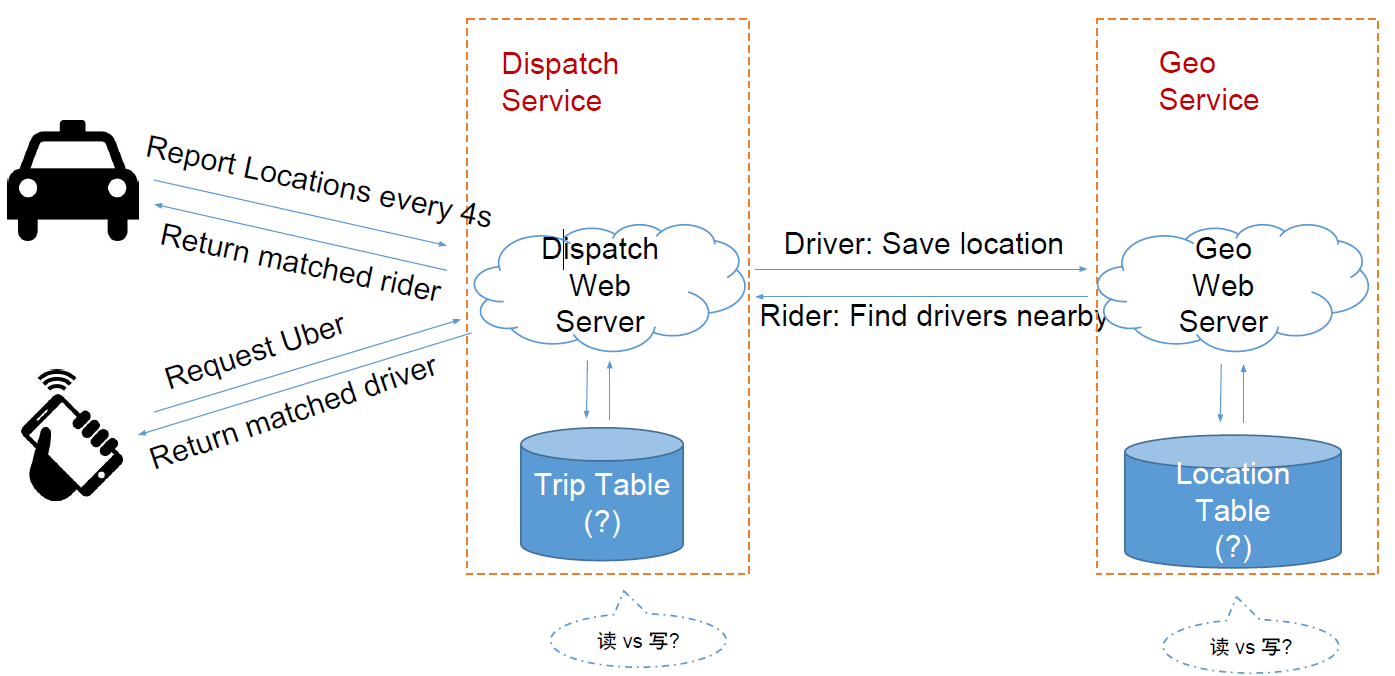 Dispatch
Service
Geo
Service
Report Locations every 4s
Return matched rider
Request Uber
Return matched driver
Dispatch
Web
Server
Driver: Save location
Rider: Find drivers nearby
Geo
Web
Server
Trip Table
(?)
Location
Table
(?)
读 vs 写?
读 vs 写?